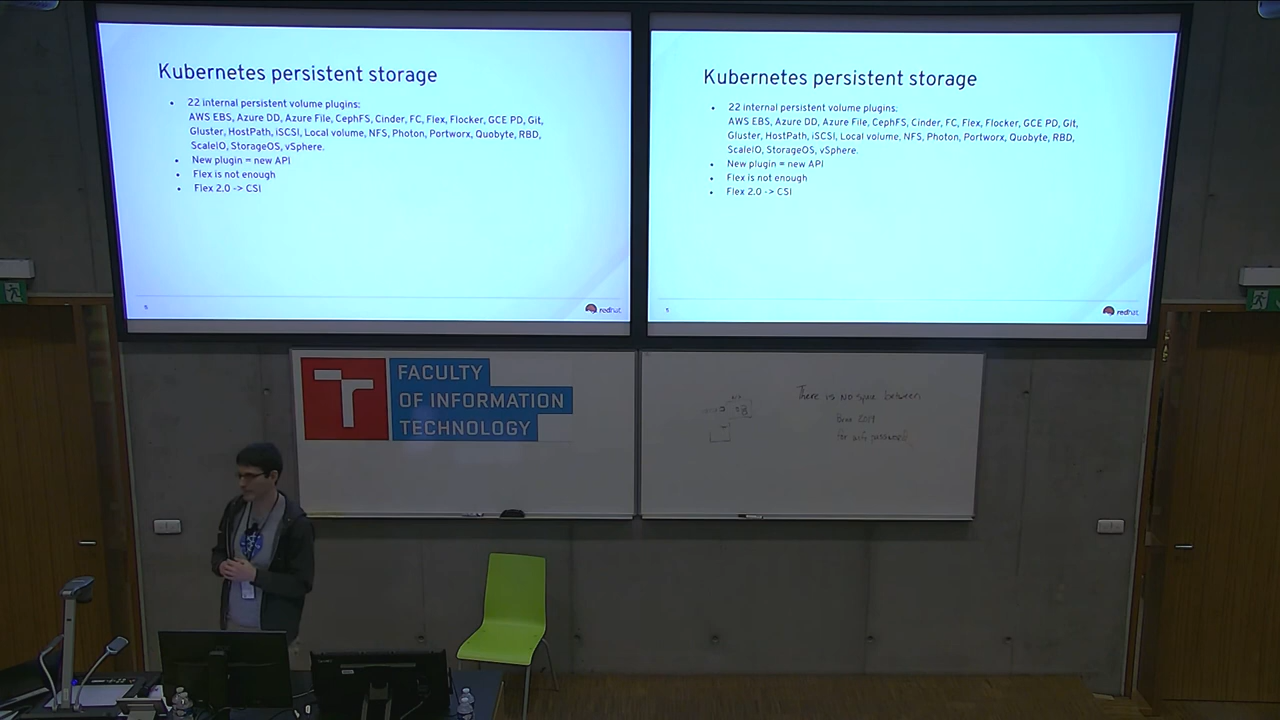 Kubernetes persistent storage
• 22 internal persistent volume plugins:
AWS EBS, Azure DD, Azure File, CephFS, Cinder, FC, Flex, Flocker, GCE PD, Git,
Gluster, HostPath, iSCSI, Local volume, NFS, Photon, Portworx, Quobyte, RBD,
ScaleIO, StorageOS, vSphere.
• New plugin = new API
• Flex is not enough
• Flex 2.0 -> CSI
redhat
Kubernetes persistent storage
• 22 internal persistent volume plugins:
AWS EBS, Azure DD, Azure File, CephFS, Cinder, FC, Flex, Flocker, GCE PD, Git,
Gluster, HostPath, iSCSI, Local volume, NFS, Photon, Portworx, Quobyte, RBD,
ScaleIO, StorageOS, vSphere.
• New plugin = new API
• Flex is not enough
• Flex 2.0 -> CSI
redhat
T FACULTY
OF INFORMATION
TECHNOLOGY
There is NO space between